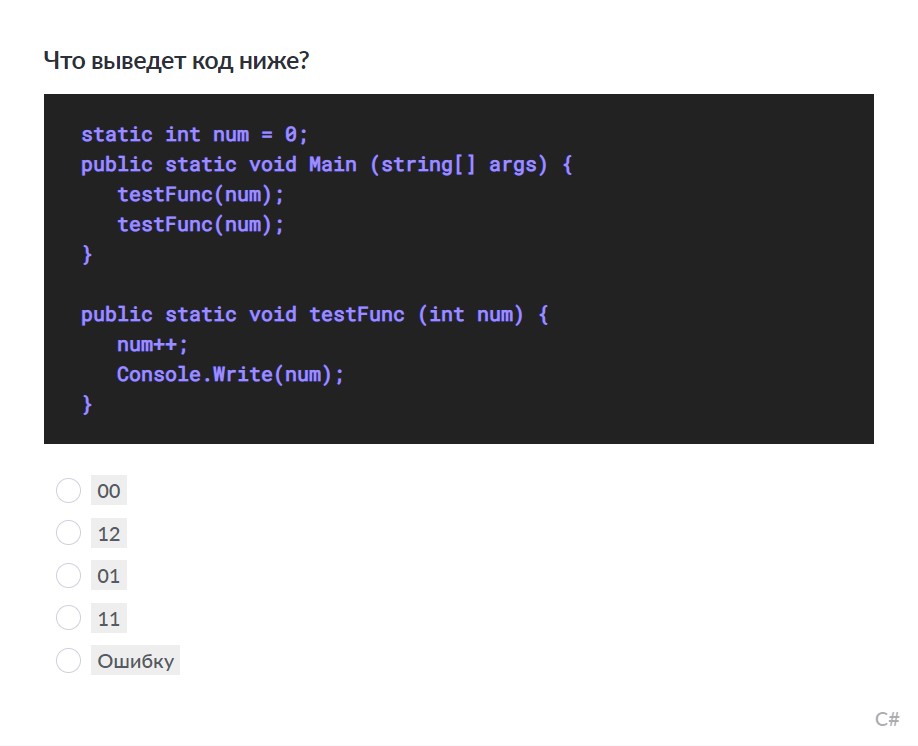 Что выведет код ниже?
static int num = 0;
public static void Main (string[] args) {
testFunc(num);
testFunc(num);
}
public static void testFunc (int num) {
num++;
Console.Write(num);
}
00
12
01
11
Ошибку
C#